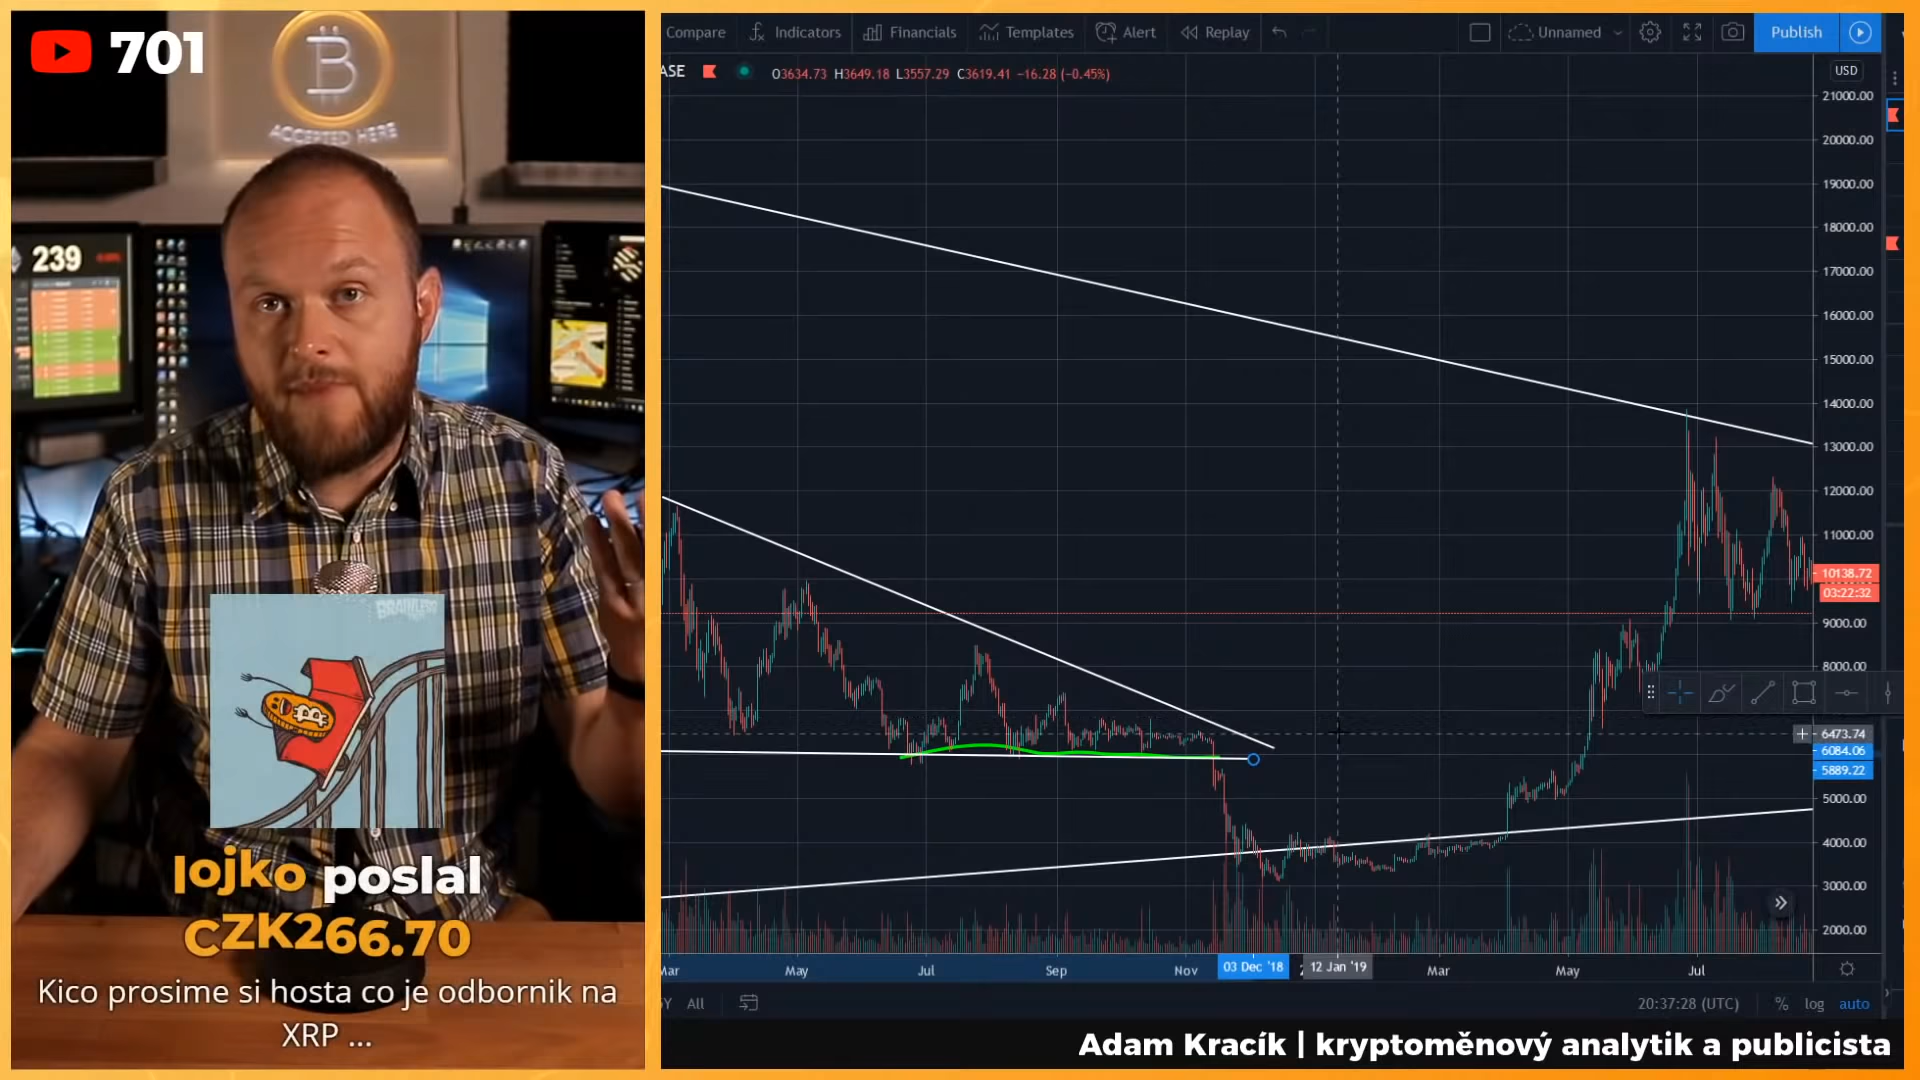 701
ACCEPTED HERE
239
lojko poslal
CZK266.70
Kico prosime si hosta co je odbornik na
XRP ...
Compare Indicators Financials Templates Alert Replay Unnamed Publish
ASE O3634.73 H3649.18 L3557.29 C3619.41 −16.28 (−0.45%)
USD
21000.00
20000.00
19000.00
18000.00
17000.00
16000.00
15000.00
14000.00
13000.00
12000.00
11000.00
10138.72
03:22:32
9000.00
8000.00
6473.74
6084.06
5889.22
5000.00
4000.00
3000.00
2000.00
Mar May Jul Sep Nov 03 Dec '18 12 Jan '19 Mar May Jul
Y All 20:37:28 (UTC) % log auto
Adam Kracík | kryptoměnový analytik a publicista